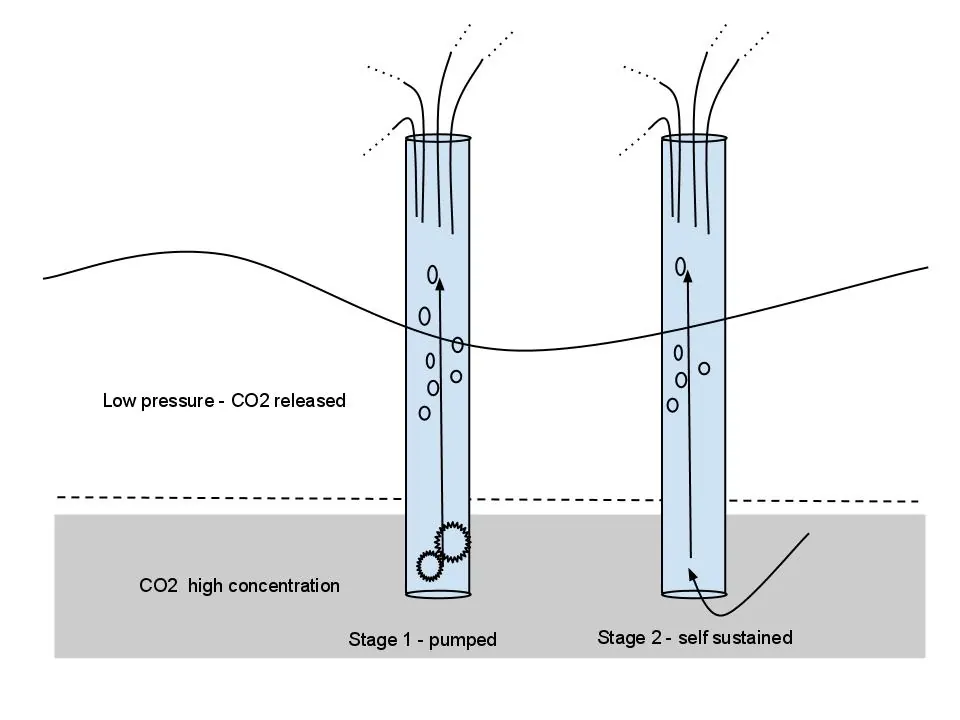 Low pressure - CO2 released
CO2 high concentration
Stage 1 - pumped
Stage 2 - self sustained